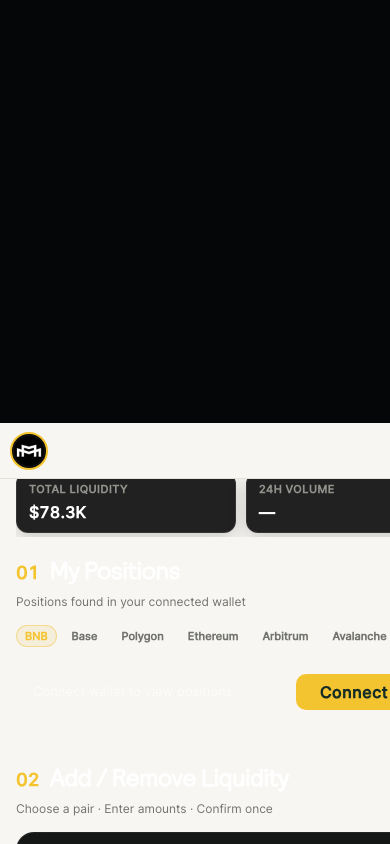 TOTAL LIQUIDITY
24H VOLUME
$78.3K
—
01 My Positions
Positions found in your connected wallet
BNB Base Polygon Ethereum Arbitrum Avalanche
Connect wallet to view positions.
Connect
02 Add / Remove Liquidity
Choose a pair · Enter amounts · Confirm once